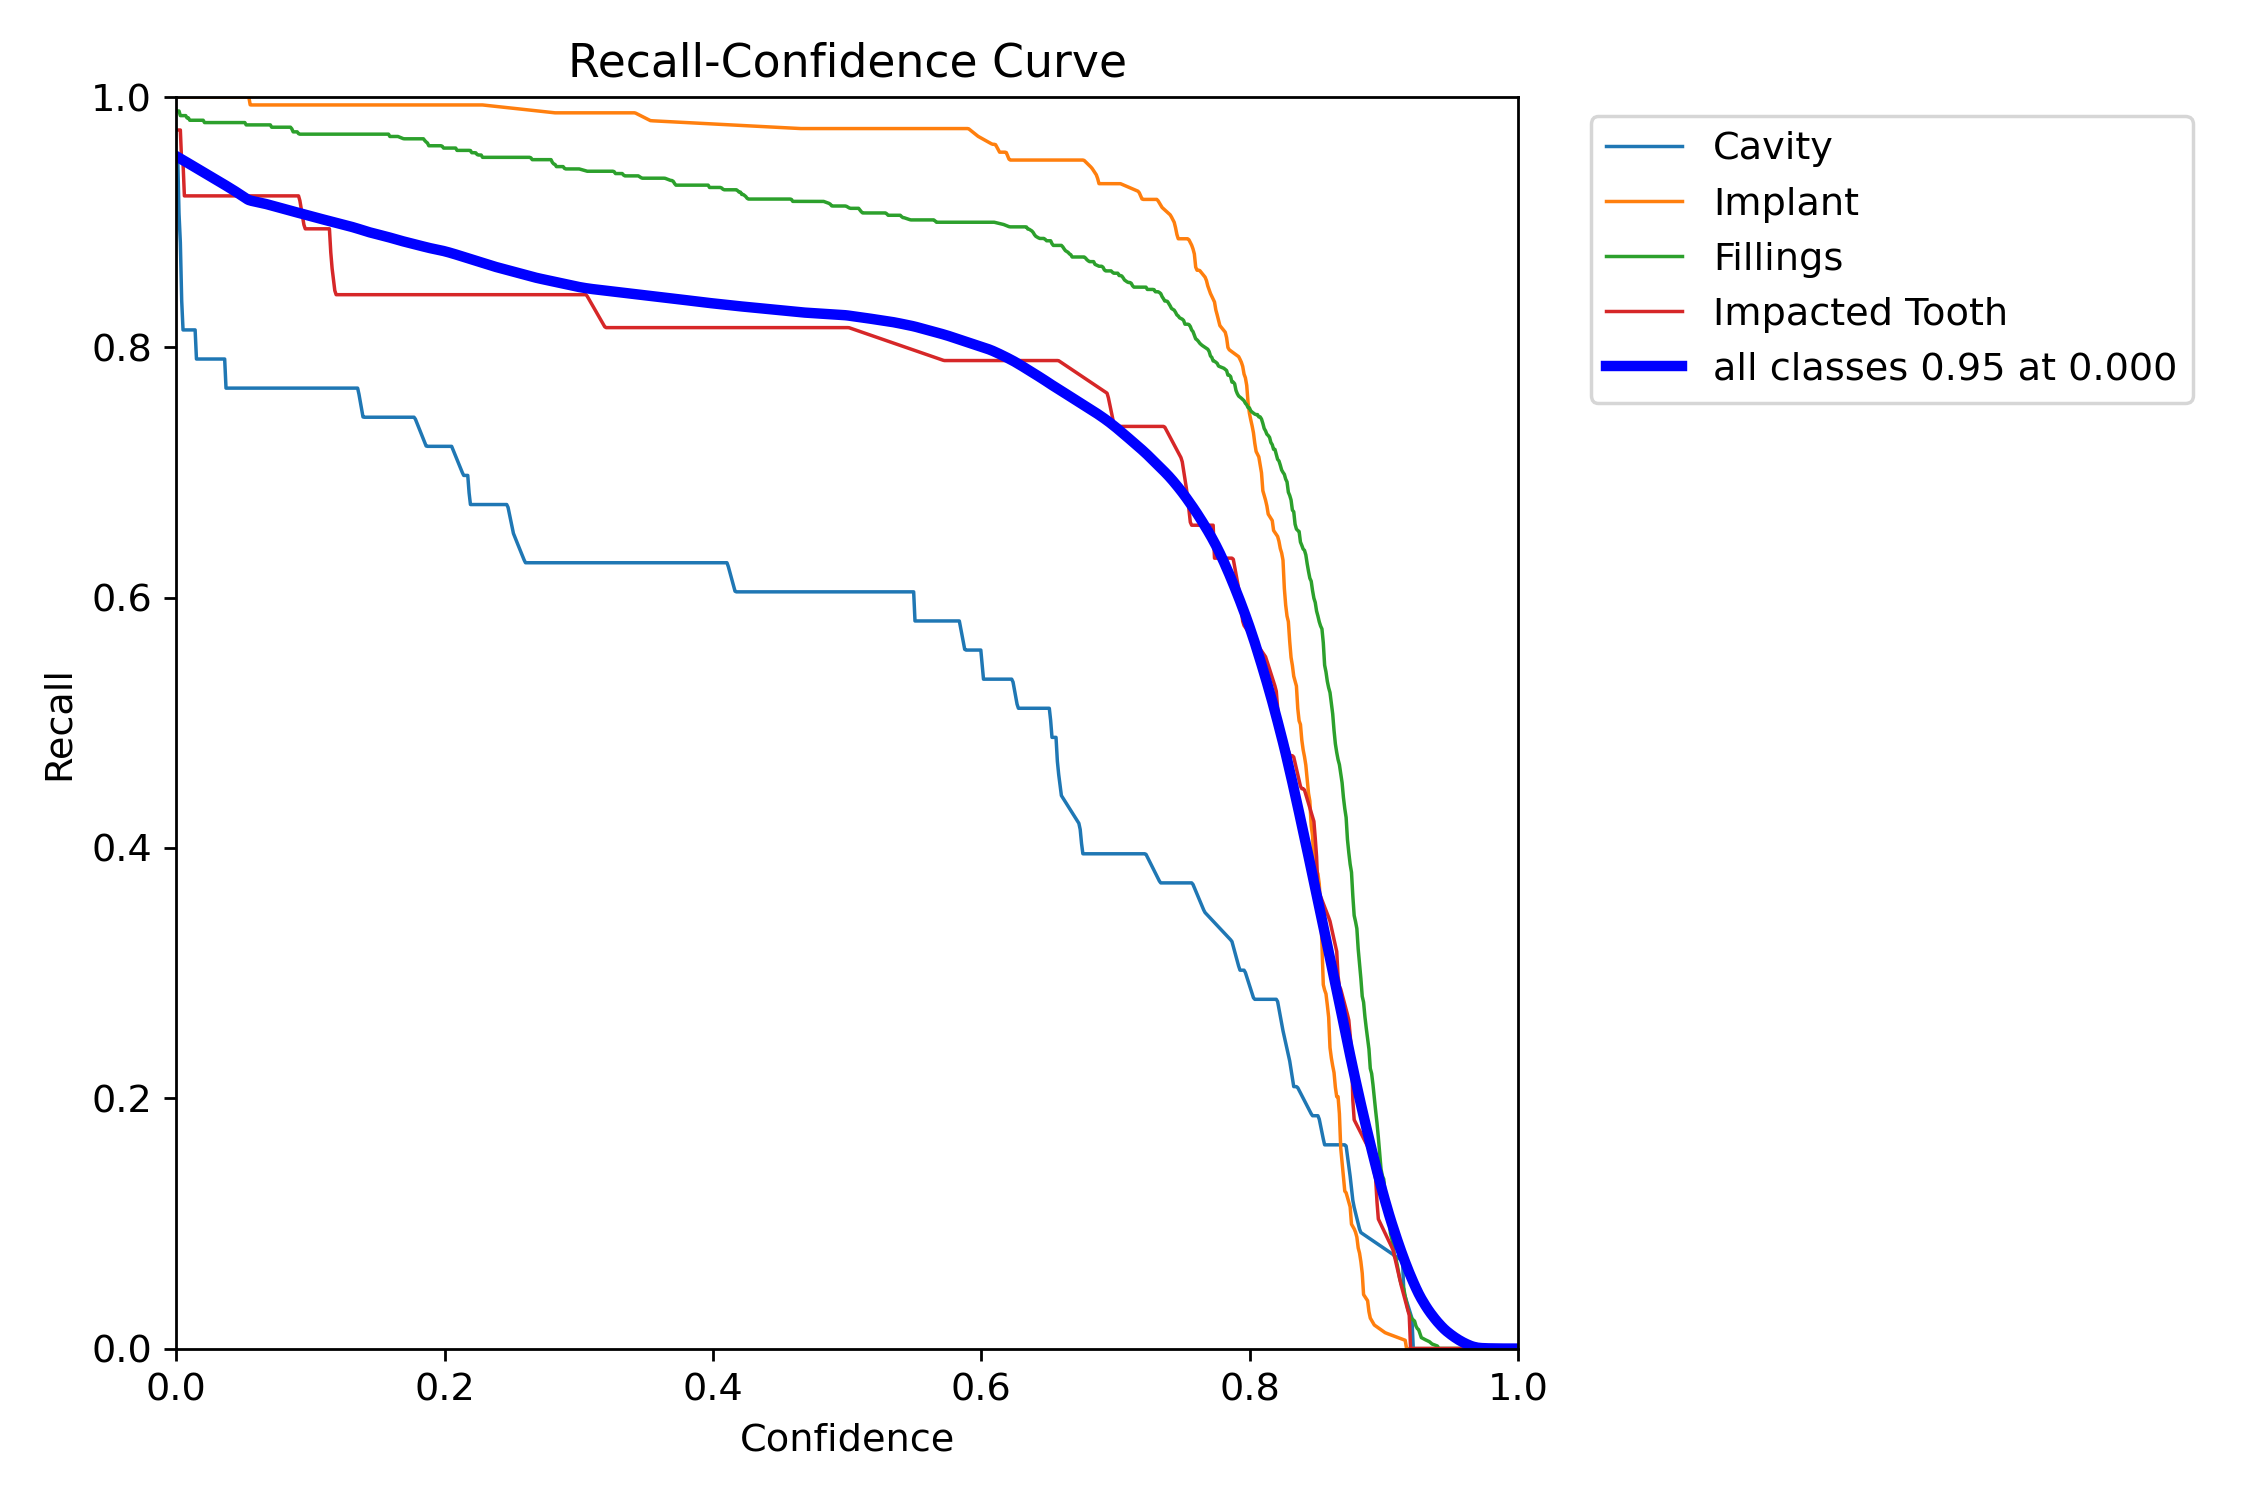 Recall-Confidence Curve
1.0
0.8
0.6
0.4
0.2
0.0
Recall
0.0 0.2 0.4 0.6 0.8 1.0
Confidence
Cavity
Implant
Fillings
Impacted Tooth
all classes 0.95 at 0.000